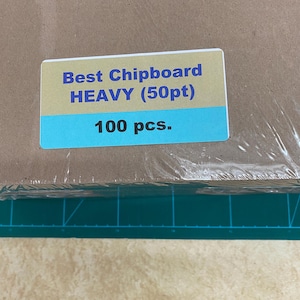 Best Chipboard
HEAVY (50pt)
100 pcs.